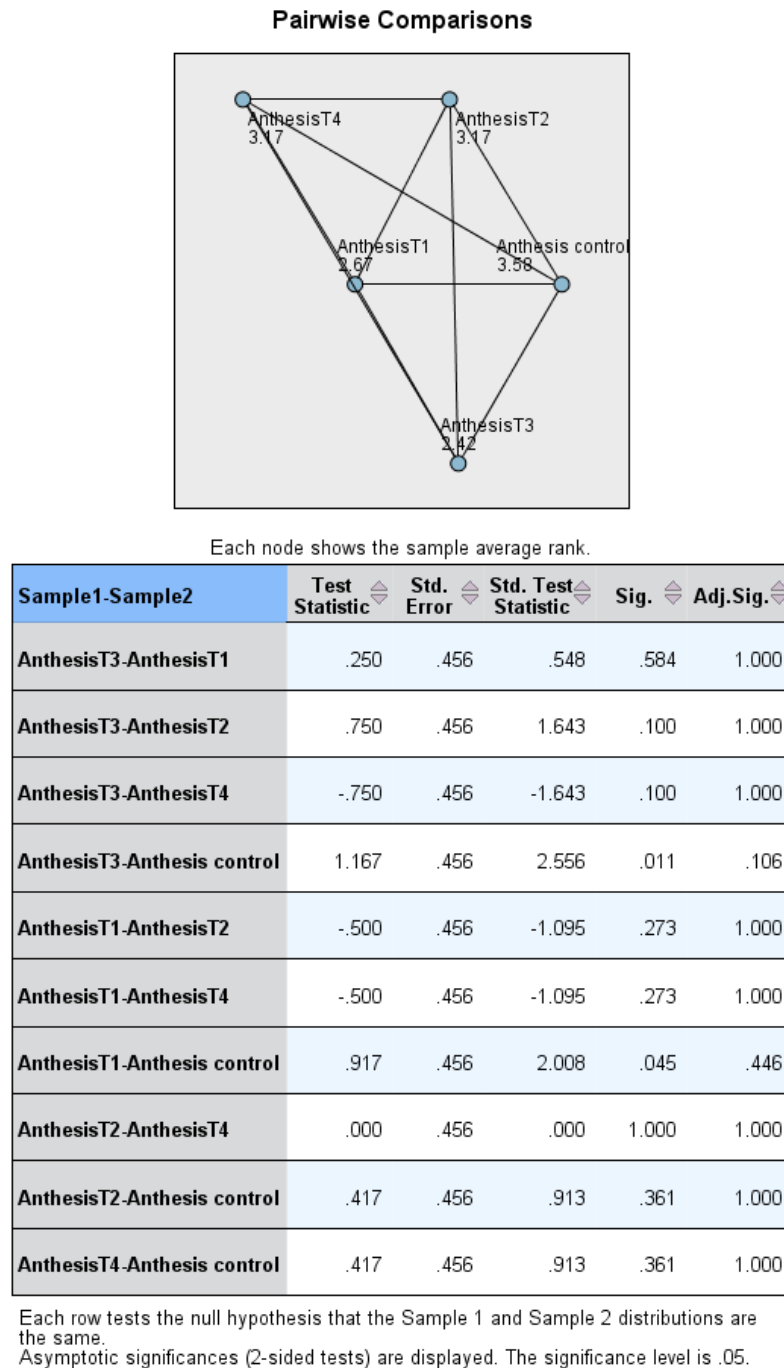 Pairwise Comparisons
AnthesisT4
3.17
AnthesisT2
3.17
AnthesisT1
2.67
Anthesis control
3.58
AnthesisT3
2.42
Each node shows the sample average rank.
Sample1-Sample2 Test Statistic Std. Error Std. Test Statistic Sig. Adj.Sig.
AnthesisT3-AnthesisT1 .250 .456 .548 .584 1.000
AnthesisT3-AnthesisT2 .750 .456 1.643 .100 1.000
AnthesisT3-AnthesisT4 -.750 .456 -1.643 .100 1.000
AnthesisT3-Anthesis control 1.167 .456 2.556 .011 .106
AnthesisT1-AnthesisT2 -.500 .456 -1.095 .273 1.000
AnthesisT1-AnthesisT4 -.500 .456 -1.095 .273 1.000
AnthesisT1-Anthesis control .917 .456 2.008 .045 .446
AnthesisT2-AnthesisT4 .000 .456 .000 1.000 1.000
AnthesisT2-Anthesis control .417 .456 .913 .361 1.000
AnthesisT4-Anthesis control .417 .456 .913 .361 1.000
Each row tests the null hypothesis that the Sample 1 and Sample 2 distributions are
the same.
Asymptotic significances (2-sided tests) are displayed. The significance level is .05.